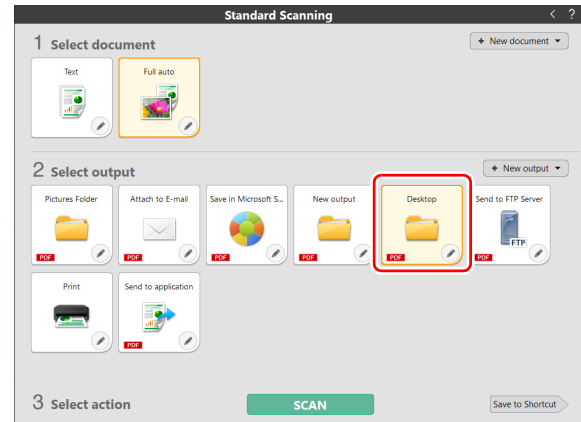 Standard Scanning < ?
1 Select document
+ New document
Text
Full auto
2 Select output
+ New output
Pictures Folder
Attach to E-mail
Save in Microsoft S...
New output
Desktop
Send to FTP Server
PDF
PDF
PDF
PDF
PDF
FTP
PDF
Print
Send to application
PDF
3 Select action
SCAN
Save to Shortcut